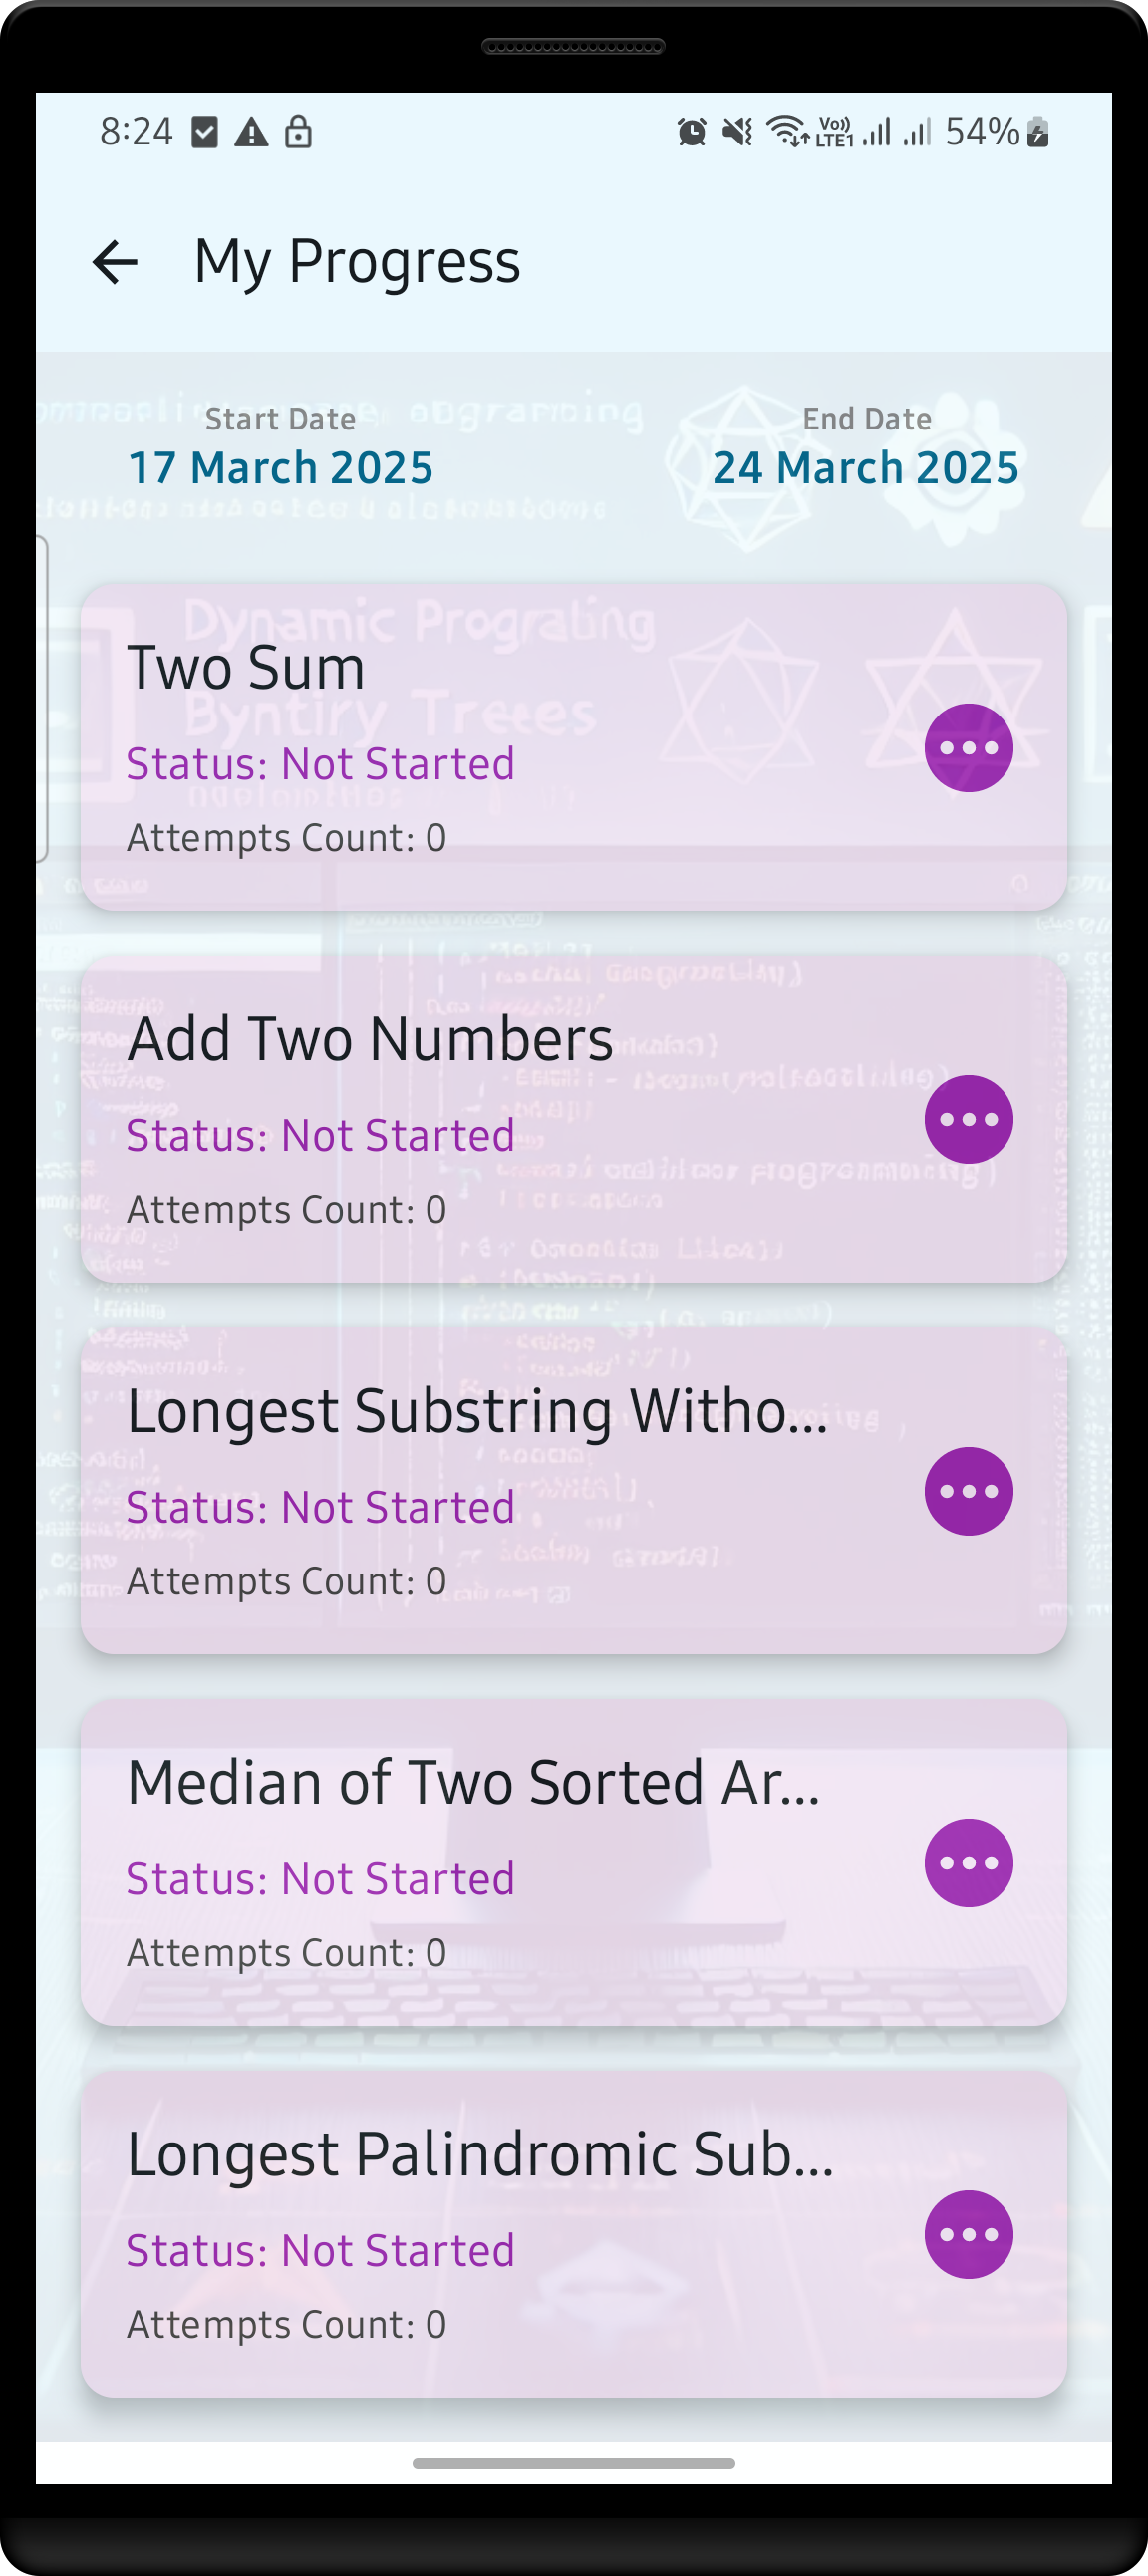 8:24 Vo)) LTE1 54%
My Progress
Start Date End Date
17 March 2025 24 March 2025
Dynamic
Two Sum
Status: Not Started
Attempts Count: 0
Add Two Numbers
Status: Not Started
Attempts Count: 0
Longest Substring Witho...
Status: Not Started
Attempts Count: 0
Median of Two Sorted Ar...
Status: Not Started
Attempts Count: 0
Longest Palindromic Sub...
Status: Not Started
Attempts Count: 0